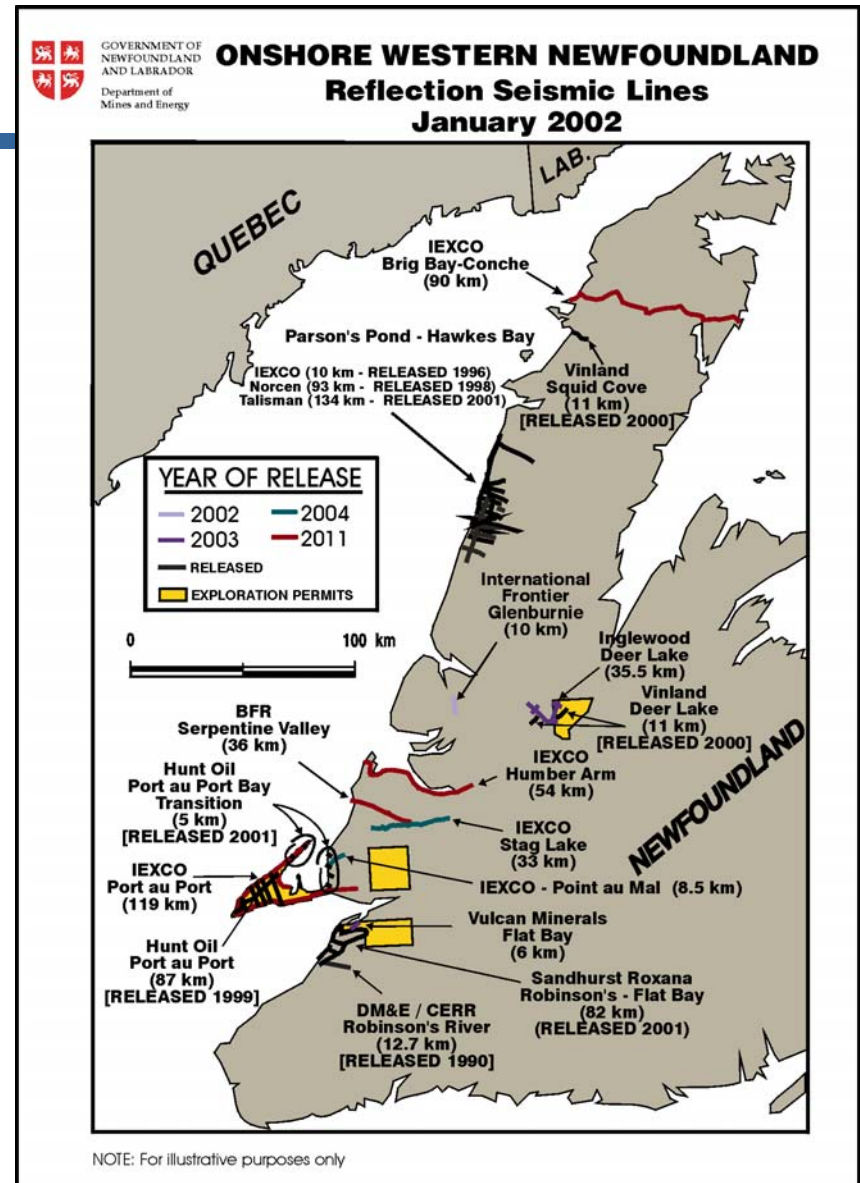 GOVERNMENT OF
NEWFOUNDLAND
AND LABRADOR
Department of
Mines and Energy
ONSHORE WESTERN NEWFOUNDLAND
Reflection Seismic Lines
January 2002
LAB.
QUEBEC
IEXCO
Brig Bay-Conche
(90 km)
Parson's Pond - Hawkes Bay
IEXCO (10 km - RELEASED 1996)
Norcen (93 km - RELEASED 1998)
Talisman (134 km - RELEASED 2001)
Vinland
Squid Cove
(11 km)
[RELEASED 2000]
YEAR OF RELEASE
2002
2004
2003
2011
RELEASED
EXPLORATION PERMITS
0 100 km
International
Frontier
Glenburnie
(10 km)
Inglewood
Deer Lake
(35.5 km)
Vinland
Deer Lake
(11 km)
[RELEASED 2000]
BFR
Serpentine Valley
(36 km)
IEXCO
Humber Arm
(54 km)
NEWFOUNDLAND
Hunt Oil
Port au Port Bay
Transition
(5 km)
[RELEASED 2001]
IEXCO
Stag Lake
(33 km)
IEXCO
Port au Port
(119 km)
IEXCO - Point au Mal (8.5 km)
Hunt Oil
Port au Port
(87 km)
[RELEASED 1999]
Vulcan Minerals
Flat Bay
(6 km)
Sandhurst Roxana
Robinson's - Flat Bay
(82 km)
(RELEASED 2001)
DM&E / CERR
Robinson's River
(12.7 km)
[RELEASED 1990]
NOTE: For illustrative purposes only